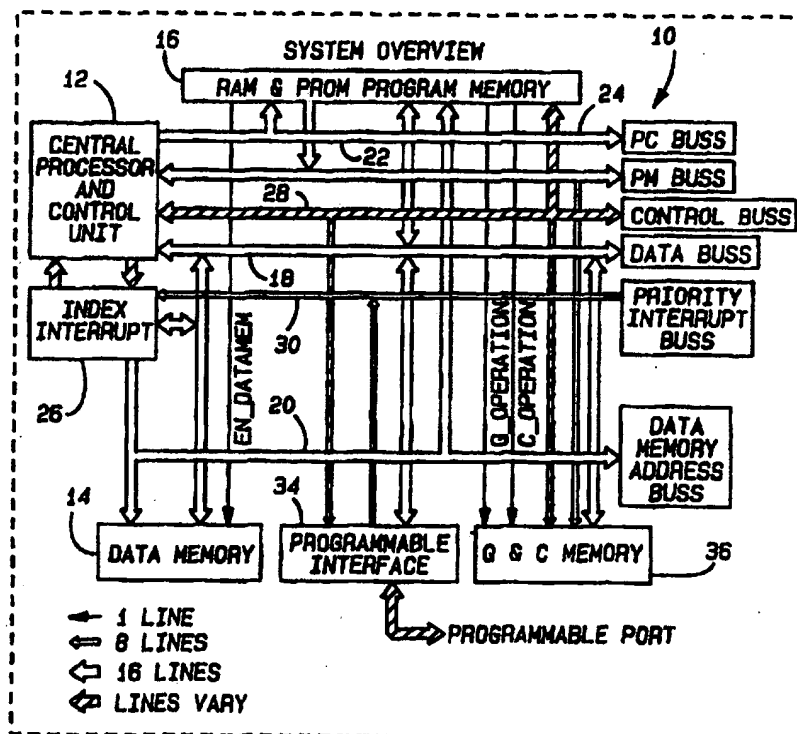 SYSTEM OVERVIEW
10
16
RAM & PROM PROGRAM MEMORY
12
24
CENTRAL
PROCESSOR
AND
CONTROL
UNIT
22
PC BUSS
PM BUSS
28
CONTROL BUSS
DATA BUSS
18
INDEX
INTERRUPT
30
PRIORITY
INTERRUPT
BUSS
26
EN_DATAMEM
20
Q_OPERATION
C_OPERATION
DATA
MEMORY
ADDRESS
BUSS
14
DATA MEMORY
34
PROGRAMMABLE
INTERFACE
Q & C MEMORY
36
1 LINE
8 LINES
16 LINES
LINES VARY
PROGRAMMABLE PORT